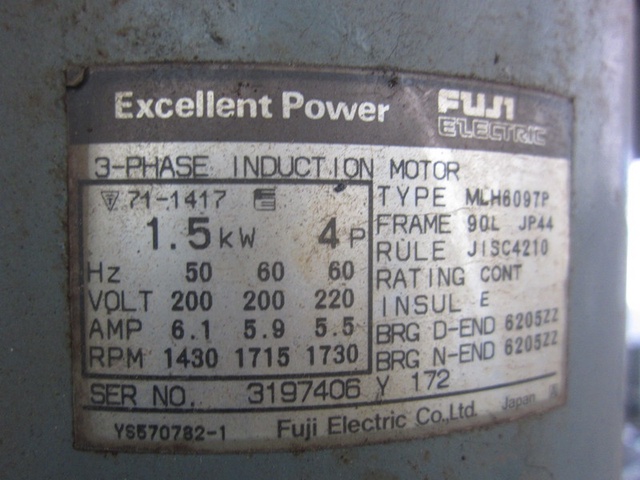 Excellent Power FUJI ELECTRIC
3-PHASE INDUCTION MOTOR
71-1417
1.5 kW 4 P
Hz 50 60 60
VOLT 200 200 220
AMP 6.1 5.9 5.5
RPM 1430 1715 1730
TYPE MLH6097P
FRAME 90L JP44
RULE JISC4210
RATING CONT
INSUL E
BRG D-END 6205ZZ
BRG N-END 6205ZZ
SER NO. 3197406 Y 172
YS570782-1 Fuji Electric Co.,Ltd. Japan